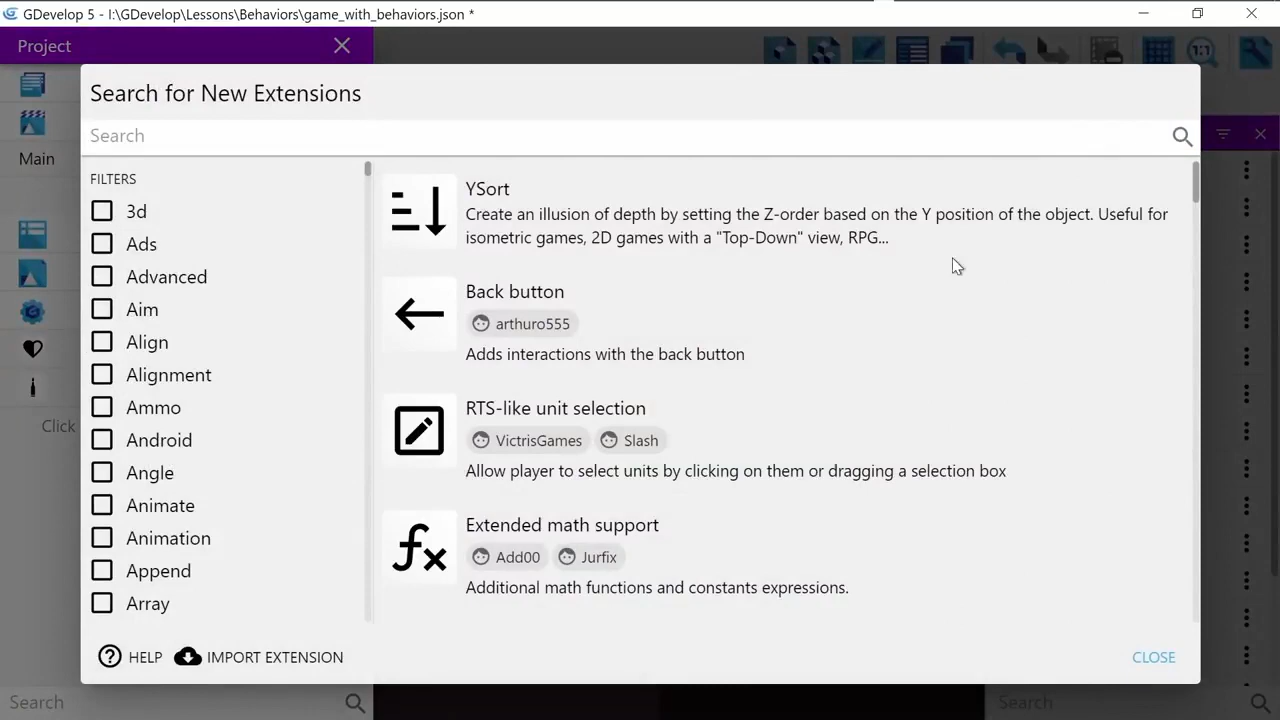 GDevelop 5 - I:\GDevelop\Lessons\Behaviors\game_with_behaviors.json *
Project
1:1
Search for New Extensions
Search
Main
Click
FILTERS
3d
Ads
Advanced
Aim
Align
Alignment
Ammo
Android
Angle
Animate
Animation
Append
Array
YSort
Create an illusion of depth by setting the Z-order based on the Y position of the object. Useful for
isometric games, 2D games with a "Top-Down" view, RPG...
Back button
arthuro555
Adds interactions with the back button
RTS-like unit selection
VictrisGames Slash
Allow player to select units by clicking on them or dragging a selection box
Extended math support
Add00 Jurfix
Additional math functions and constants expressions.
HELP IMPORT EXTENSION CLOSE
Search Search